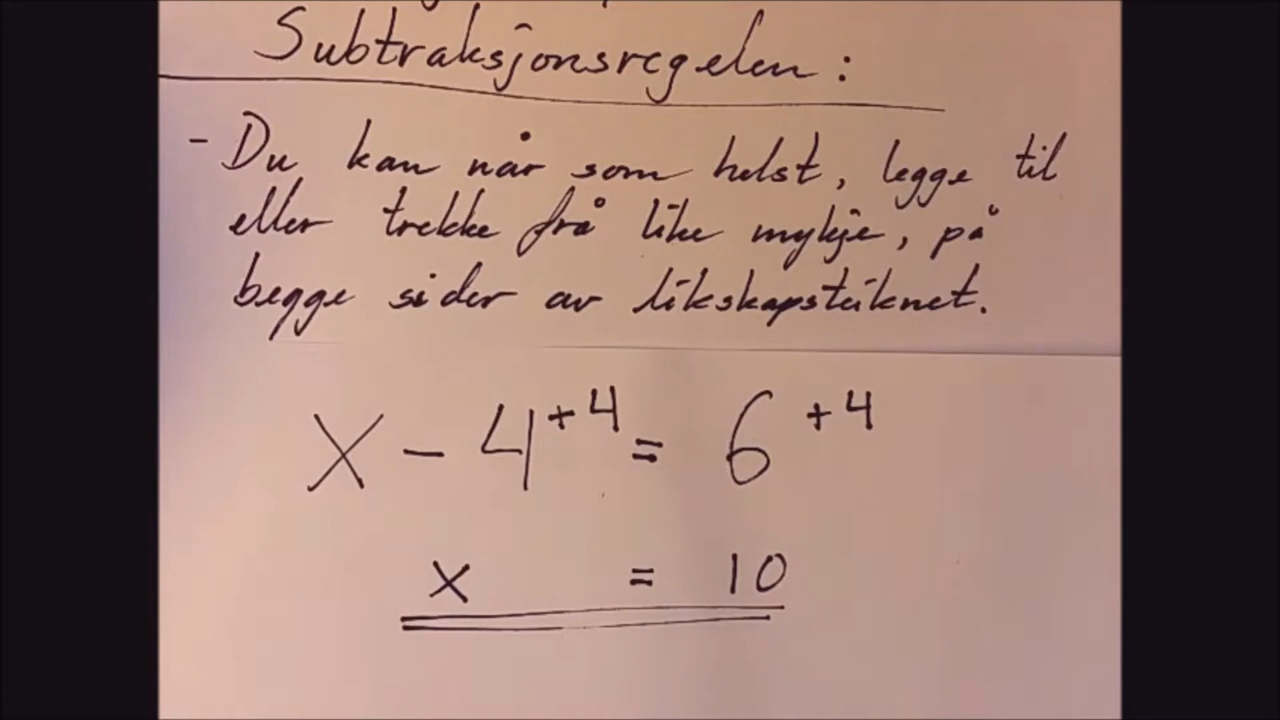 Subtraksjonsregelen:
- Du kan når som helst, legge til
eller trekke frå like mykje, på
begge sider av likskapsteiknet.
x - 4 +4 = 6 +4
x = 10